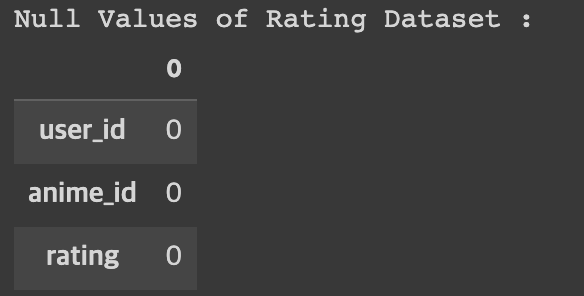 Null Values of Rating Dataset :
0
user_id 0
anime_id 0
rating 0